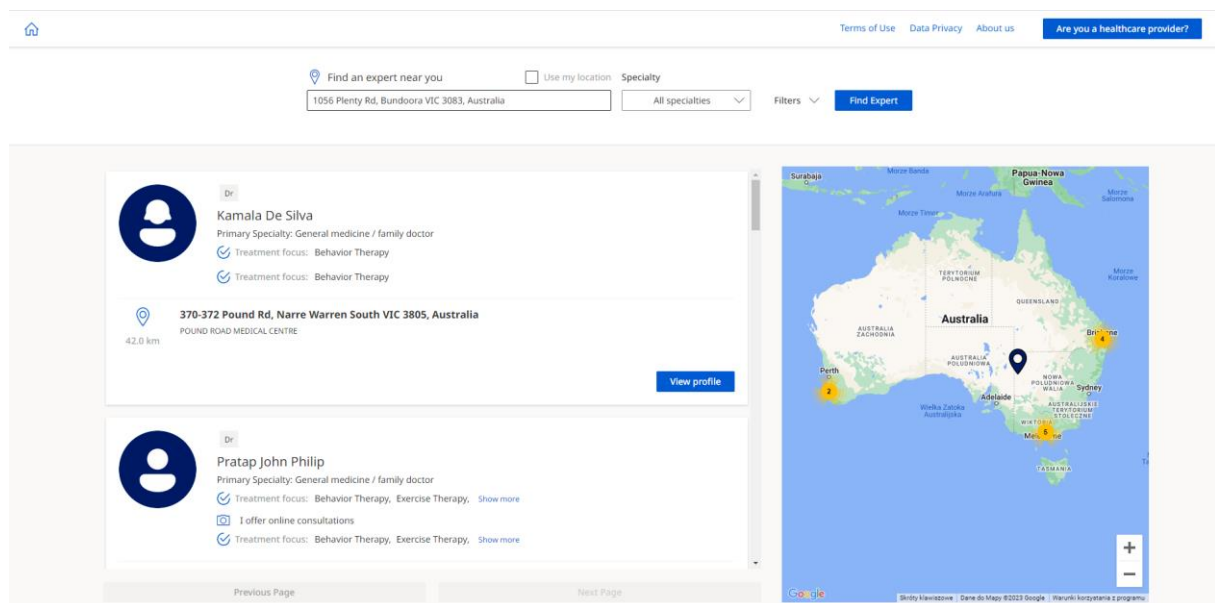 Terms of Use Data Privacy About us Are you a healthcare provider?
Find an expert near you Use my location Specialty
1056 Plenty Rd, Bundoora VIC 3083, Australia All specialties Filters Find Expert
Dr
Kamala De Silva
Primary Specialty: General medicine / family doctor
Treatment focus: Behavior Therapy
Treatment focus: Behavior Therapy
370-372 Pound Rd, Narre Warren South VIC 3805, Australia
POUND ROAD MEDICAL CENTRE
42.0 km
View profile
Dr
Pratap John Philip
Primary Specialty: General medicine / family doctor
Treatment focus: Behavior Therapy, Exercise Therapy, Show more
I offer online consultations
Treatment focus: Behavior Therapy, Exercise Therapy, Show more
Previous Page Next Page
Surabaja
Morze Banda
Papua-Nowa
Gwinea
Morze Arafura
Morze
Salomona
Morze Timor
TERYTORIUM
PÓŁNOCNE
Morze
Koralowe
QUEENSLAND
Australia
AUSTRALIA
ZACHODNIA
4
AUSTRALIA
POŁUDNIOWA
Perth
2
NOWA
POŁUDNIOWA
WALIA
Sydney
Adelaide
Wielka Zatoka
Australijska
AUSTRALIJSKIE
TERYTORIUM
STOŁECZNE
5
TASMANIA
Google
Skróty klawiszowe Dane do Mapy ©2023 Google Warunki korzystania z programu